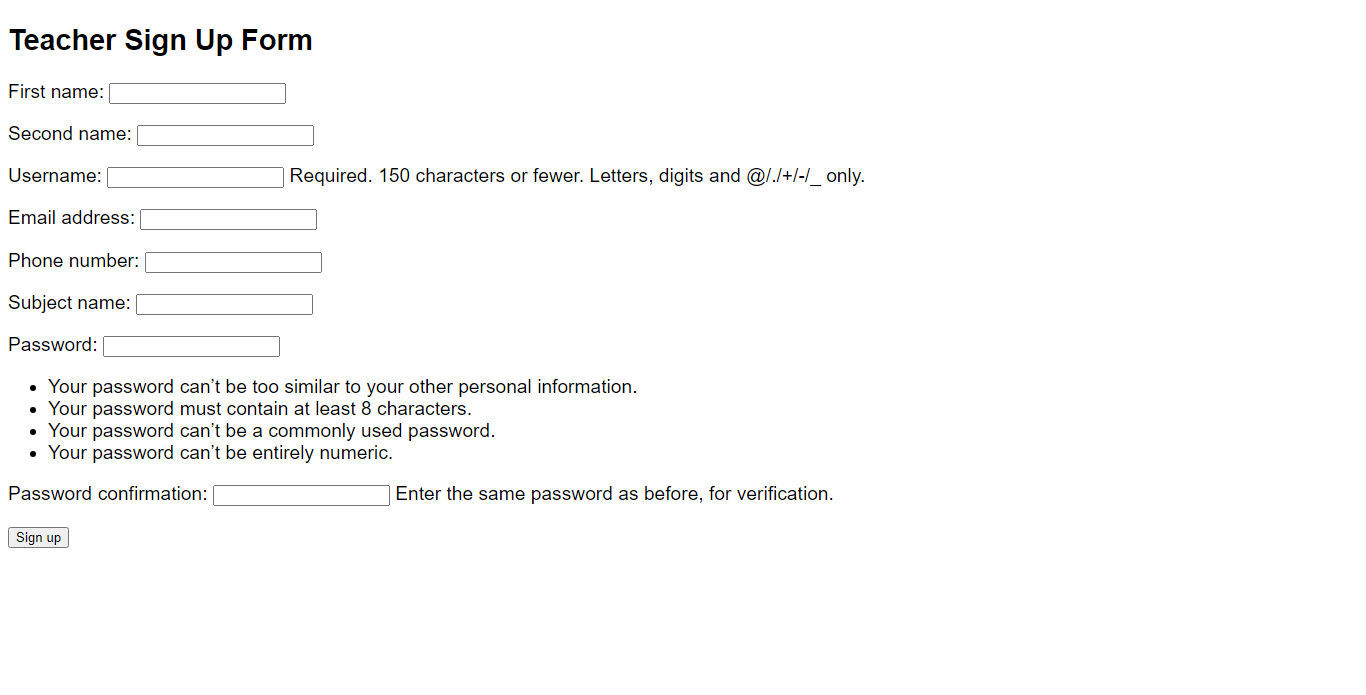 Teacher Sign Up Form
First name:
Second name:
Username: Required. 150 characters or fewer. Letters, digits and @/./+/-/_ only.
Email address:
Phone number:
Subject name:
Password:
• Your password can’t be too similar to your other personal information.
• Your password must contain at least 8 characters.
• Your password can’t be a commonly used password.
• Your password can’t be entirely numeric.
Password confirmation: Enter the same password as before, for verification.
Sign up